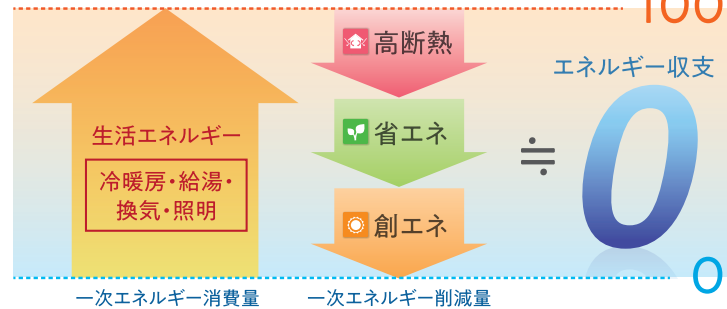 100
高断熱
エネルギー収支
生活エネルギー
省エネ
≒
0
冷暖房・給湯・
換気・照明
創エネ
0
一次エネルギー消費量
一次エネルギー削減量